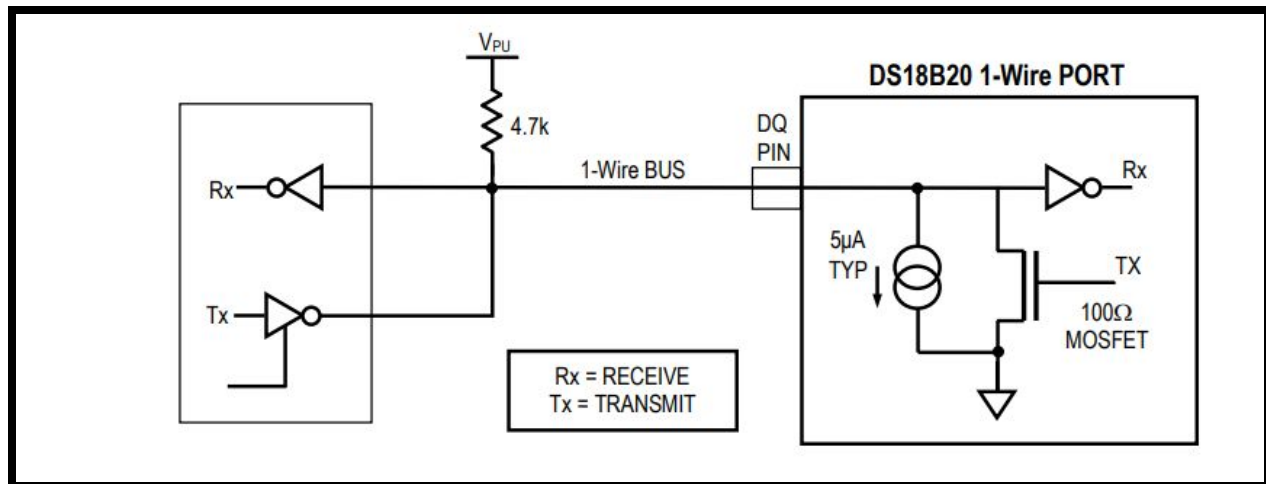 V_PU
4.7k
Rx
Tx
1-Wire BUS
DQ
PIN
DS18B20 1-Wire PORT
Rx
5µA
TYP
TX
100Ω
MOSFET
Rx = RECEIVE
Tx = TRANSMIT